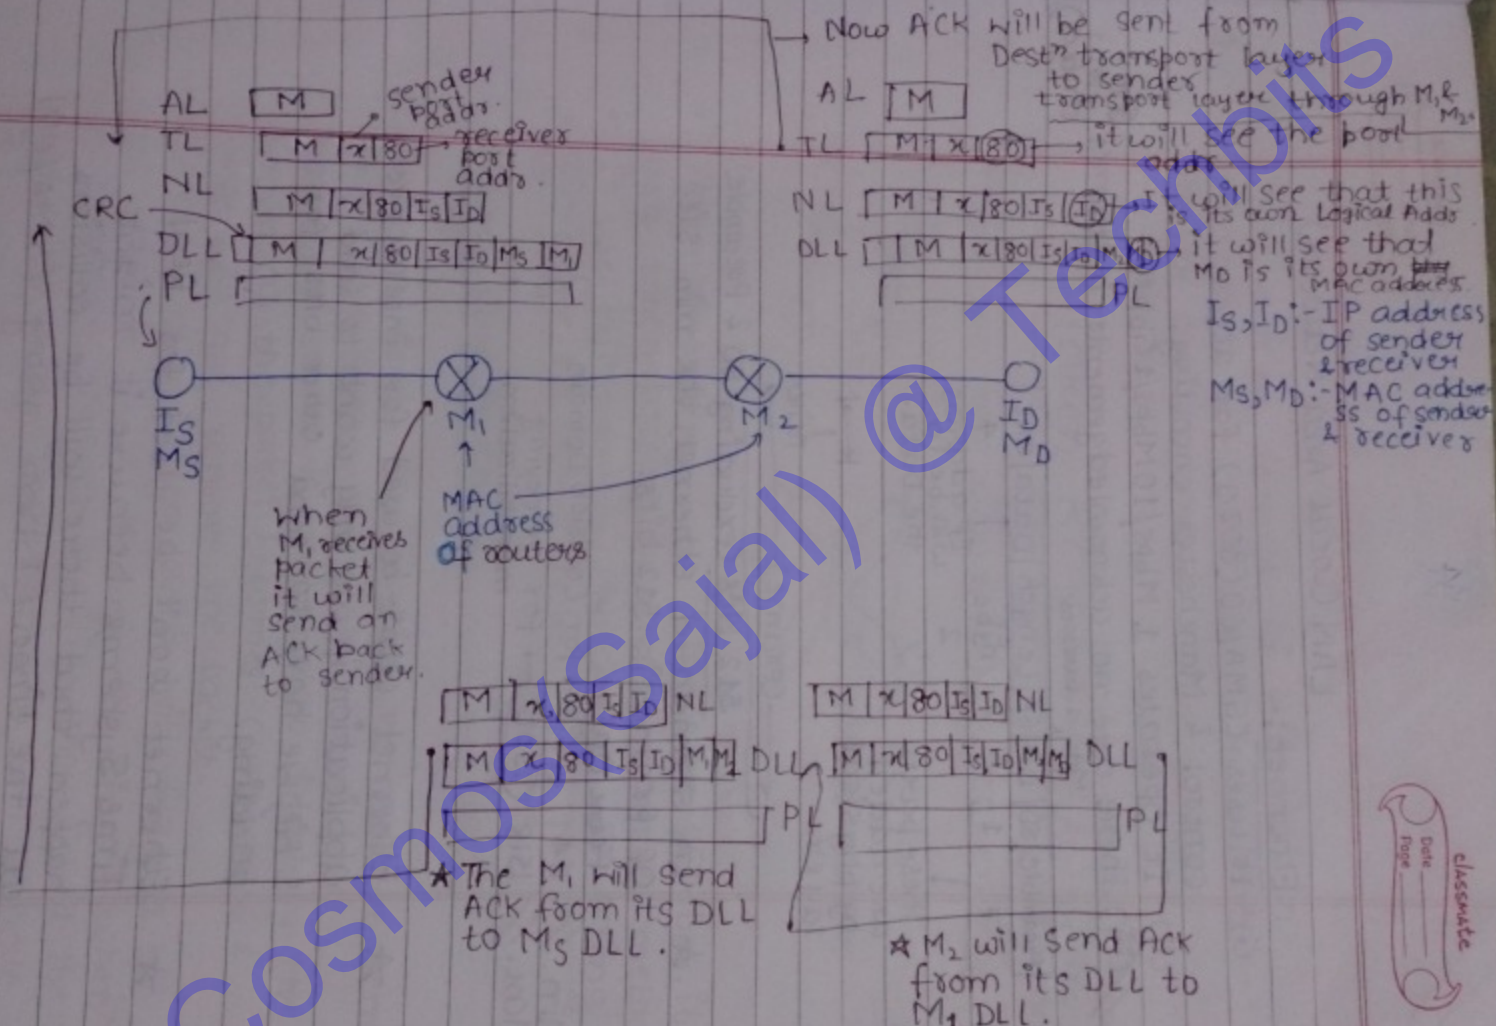 → Now ACK will be sent from
Destn transport layer
to sender
transport layer through M1 &
M2.
AL M
sender
port
addr.
TL M x 80
receiver
port
addr.
NL M x 80 IS ID
CRC
DLL M x 80 IS ID MS M1
PL
AL M
TL M x 80 → it will see the port
addr
NL M x 80 IS ID → it will see that this
is its own Logical Addr.
DLL M x 80 IS ID M2 MD → it will see that
MD is its own
MAC address
PL
IS, ID :- IP address
of sender
& receiver
MS, MD :- MAC addre
ss of sender
& receiver
IS
MS
M1
M2
ID
MD
When
M1 receives
packet
it will
send an
ACK back
to sender.
MAC
address
of routers
M x 80 IS ID NL
M x 80 IS ID M1 M2 DLL
PL
★ The M1 will send
ACK from its DLL
to MS DLL.
M x 80 IS ID NL
M x 80 IS ID M2 MD DLL
PL
★ M2 will send Ack
from its DLL to
M1 DLL.
Cosmos(Sajal) @ Techbits
classmate
Date
Page